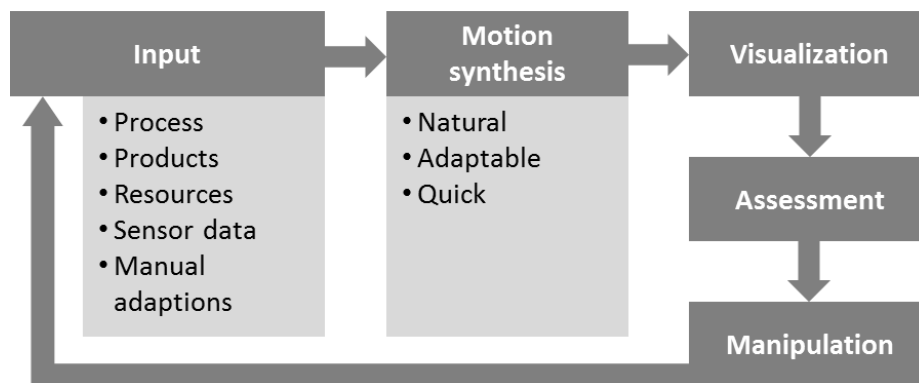 Input
• Process
• Products
• Resources
• Sensor data
• Manual
adaptions
Motion
synthesis
• Natural
• Adaptable
• Quick
Visualization
Assessment
Manipulation